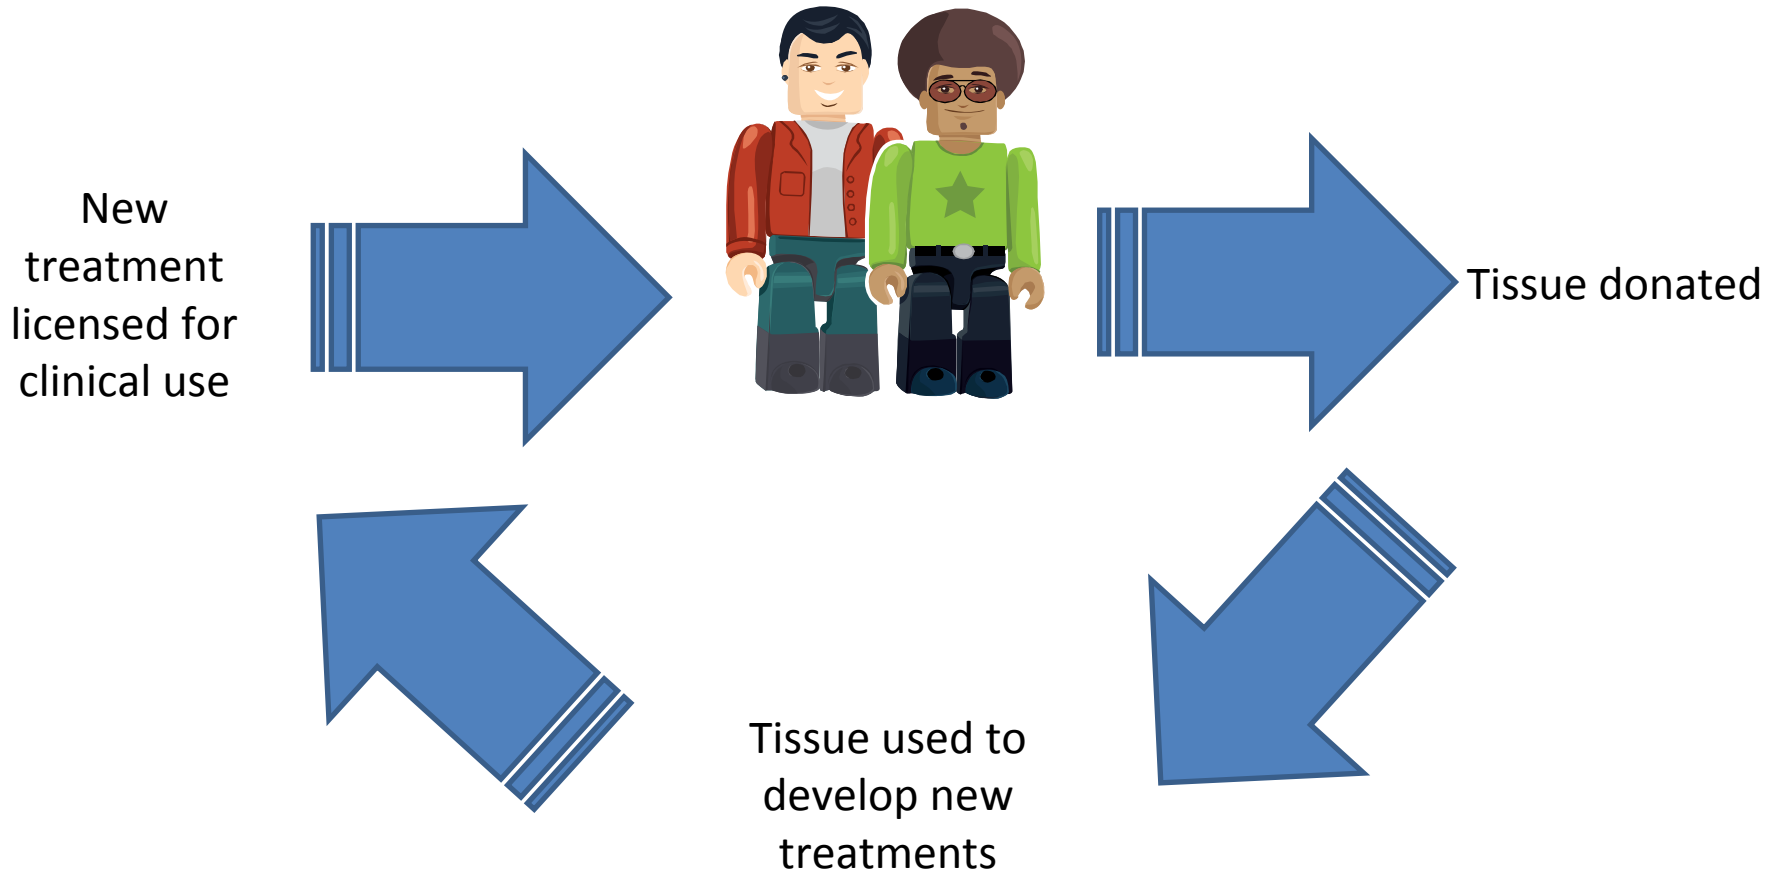 New
treatment
licensed for
clinical use
Tissue donated
Tissue used to
develop new
treatments